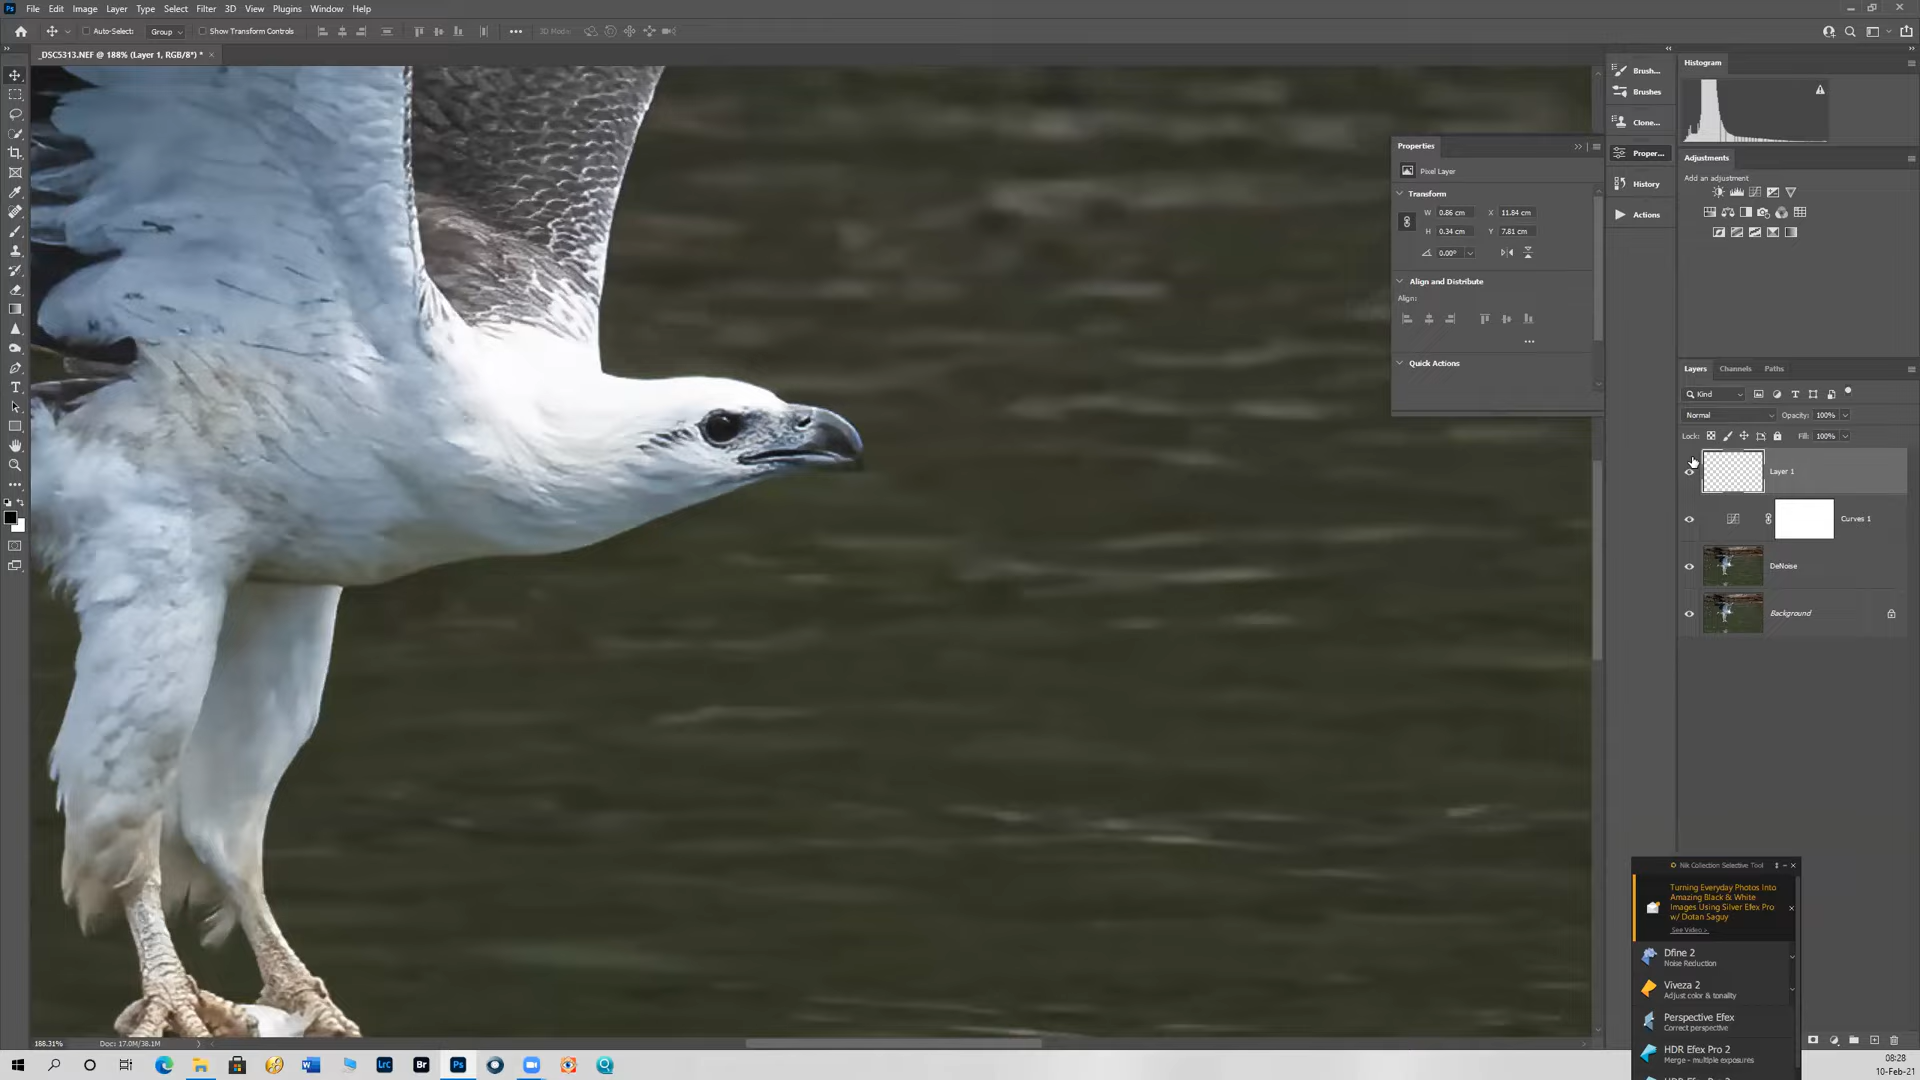 File Edit Image Layer Type Select Filter 3D View Plugins Window Help
Auto-Select: Group Show Transform Controls 3D Mode:
_DSC5313.NEF @ 188% (Layer 1, RGB/8*) *
Brush...
Brushes
Clone...
Proper...
History
Actions
Histogram
Properties
Pixel Layer
Transform
W 0.86 cm X 11.84 cm
H 0.34 cm Y 7.81 cm
0.00°
Align and Distribute
Align:
Quick Actions
Adjustments
Add an adjustment
Layers Channels Paths
Kind
Normal Opacity: 100%
Lock: Fill: 100%
Layer 1
Curves 1
DeNoise
Background
Nik Collection Selective Tool
Turning Everyday Photos Into
Amazing Black & White
Images Using Silver Efex Pro
w/ Dotan Saguy
See Video >
Dfine 2
Noise Reduction
Viveza 2
Adjust color & tonality
Perspective Efex
Correct perspective
HDR Efex Pro 2
Merge - multiple exposures
188.31% Doc: 17.0M/38.1M
Lrc Br Ps
08:28
10-Feb-21